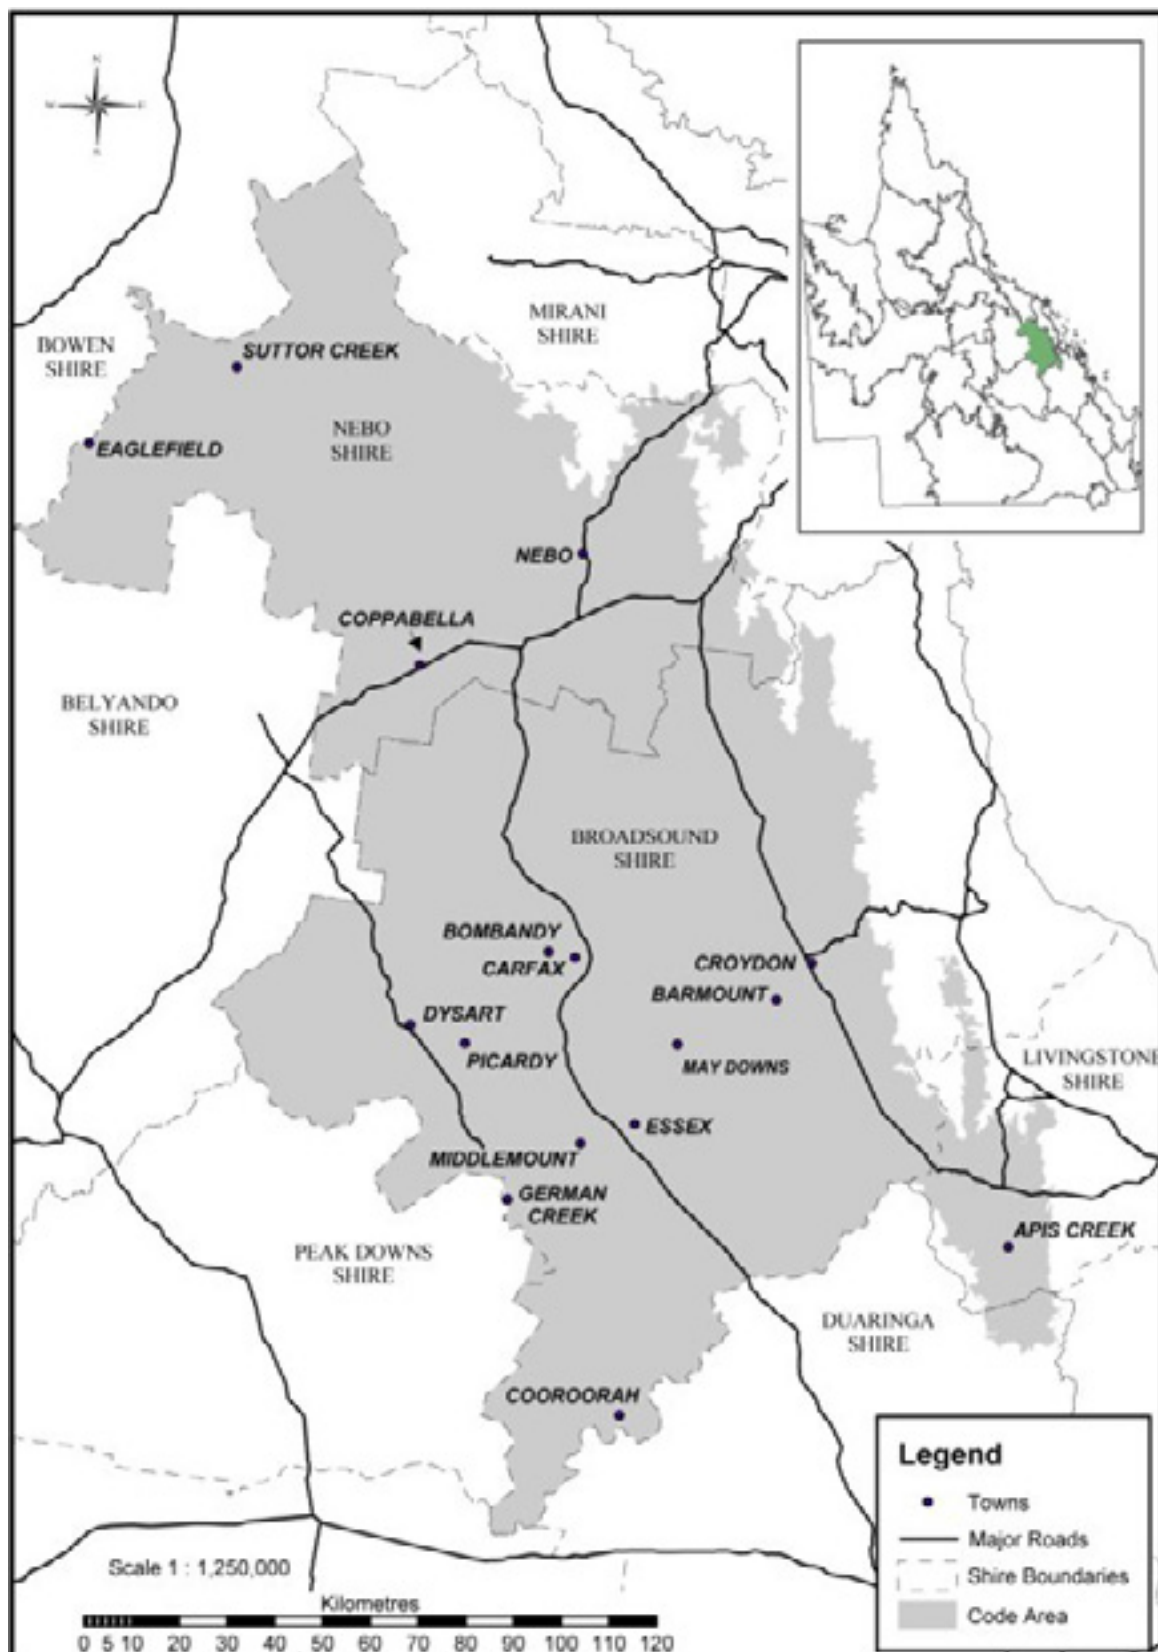 N
W
E
S
MIRANI
SHIRE
BOWEN
SHIRE
SUTTOR CREEK
NEBO
SHIRE
EAGLEFIELD
NEBO
COPPABELLA
BELYANDO
SHIRE
BROADSOUND
SHIRE
BOMBANDY
CARFAX
CROYDON
BARMOUNT
DYSART
PICARDY
MAY DOWNS
LIVINGSTONE
SHIRE
ESSEX
MIDDLEMOUNT
GERMAN
CREEK
APIS CREEK
PEAK DOWNS
SHIRE
DUARINGA
SHIRE
COOROORAH
Legend
Towns
Major Roads
Shire Boundaries
Code Area
Scale 1 : 1,250,000
Kilometres
0 5 10 20 30 40 50 60 70 80 90 100 110 120